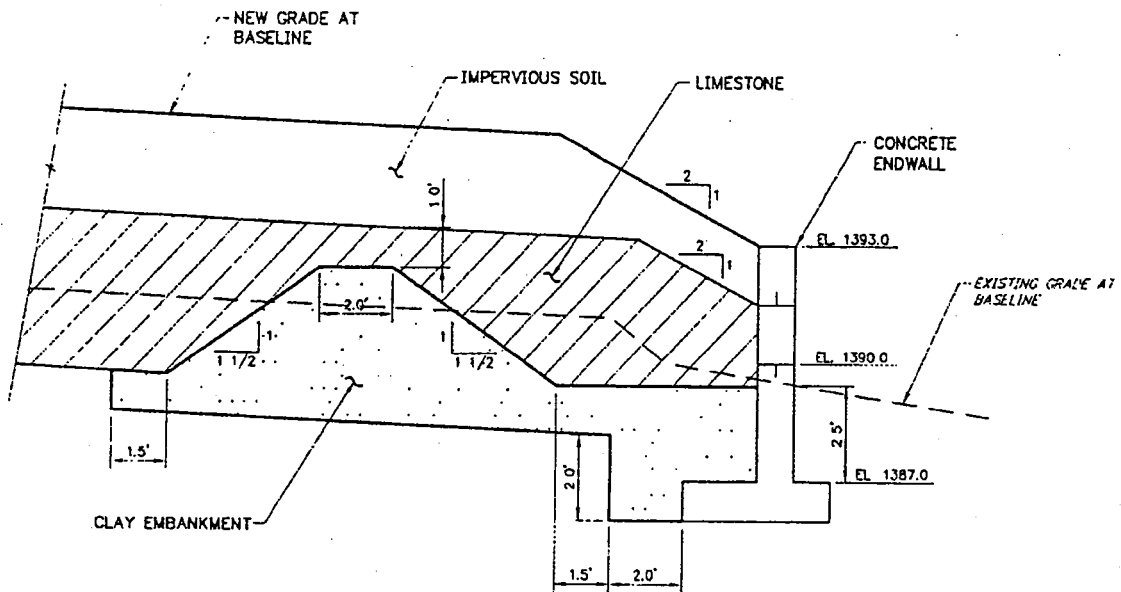 NEW GRADE AT
BASELINE
IMPERVIOUS SOIL
LIMESTONE
CONCRETE
ENDWALL
2
1
1.0'
EL. 1393.0
2
1
EXISTING GRADE AT
BASELINE
2.0'
1
1 1/2
1
1 1/2
EL. 1390.0
2.5'
1.5'
2.0'
EL 1387.0
CLAY EMBANKMENT
1.5'
2.0'